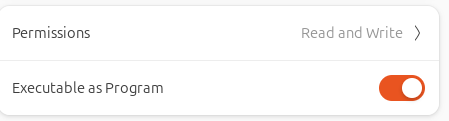 Permissions Read and Write
Executable as Program